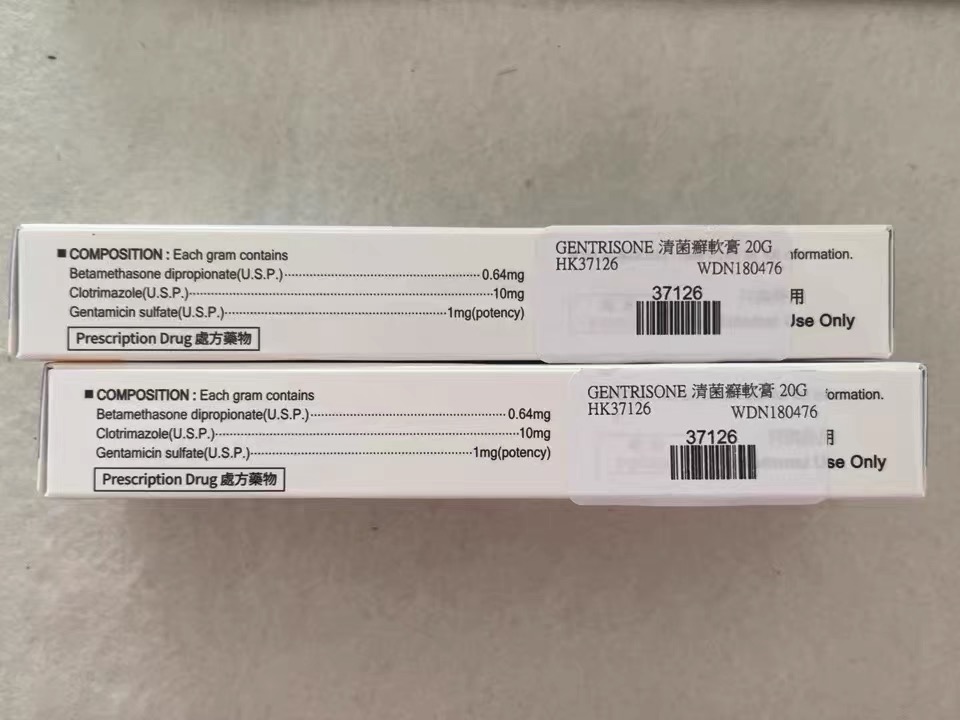 ■ COMPOSITION : Each gram contains
Betamethasone dipropionate(U.S.P.)····························0.64mg
Clotrimazole(U.S.P.)····························10mg
Gentamicin sulfate(U.S.P.)····························1mg(potency)
Prescription Drug 處方藥物
GENTRISONE 清菌癬軟膏 20G
HK37126 WDN180476
37126
nformation.
用
Use Only
■ COMPOSITION : Each gram contains
Betamethasone dipropionate(U.S.P.)····························0.64mg
Clotrimazole(U.S.P.)····························10mg
Gentamicin sulfate(U.S.P.)····························1mg(potency)
Prescription Drug 處方藥物
GENTRISONE 清菌癬軟膏 20G
HK37126 WDN180476
37126
formation.
用
se Only